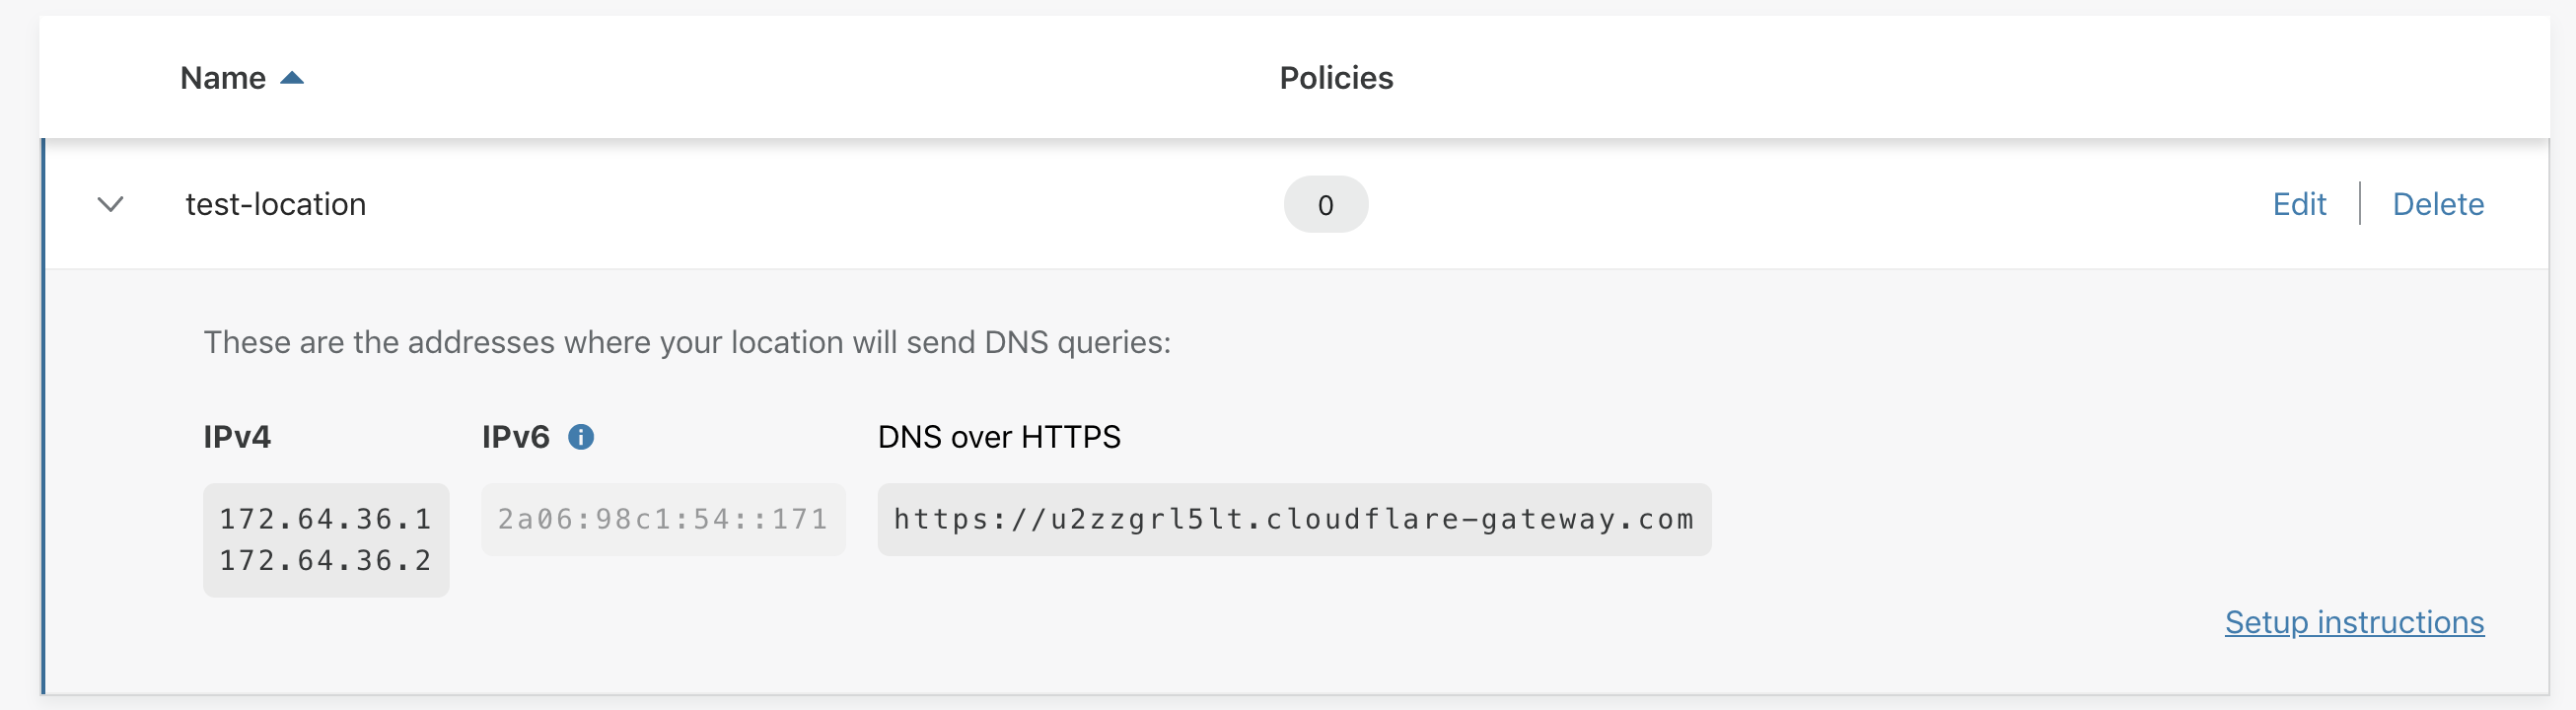 Name
Policies
test-location
0
Edit
Delete
These are the addresses where your location will send DNS queries:
IPv4
IPv6
DNS over HTTPS
172.64.36.1
172.64.36.2
2a06:98c1:54::171
https://u2zzgrl5lt.cloudflare-gateway.com
Setup instructions